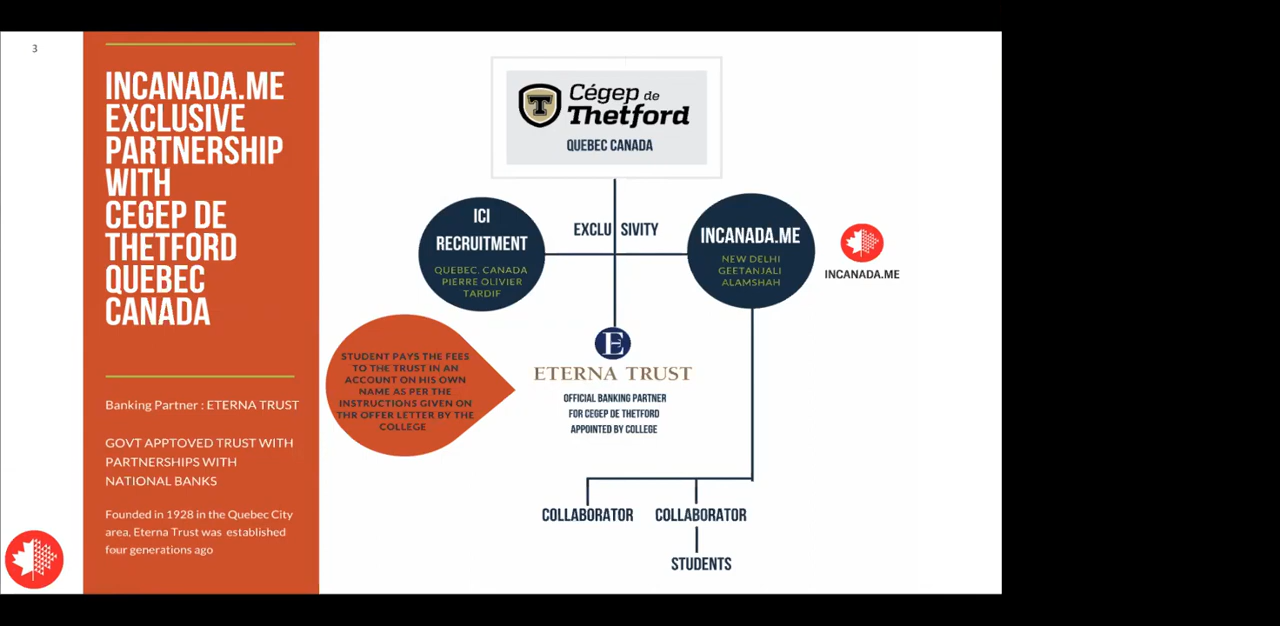 3
INCANADA.ME
EXCLUSIVE
PARTNERSHIP
WITH
CEGEP DE
THETFORD
QUEBEC
CANADA
Banking Partner : ETERNA TRUST
GOVT APPTOVED TRUST WITH
PARTNERSHIPS WITH
NATIONAL BANKS
Founded in 1928 in the Quebec City
area, Eterna Trust was established
four generations ago
T
Cégep de
Thetford
QUEBEC CANADA
ICI
RECRUITMENT
QUEBEC. CANADA
PIERRE OLIVIER
TARDIF
EXCLU SIVITY
INCANADA.ME
NEW DELHI
GEETANJALI
ALAMSHAH
INCANADA.ME
STUDENT PAYS THE FEES
TO THE TRUST IN AN
ACCOUNT ON HIS OWN
NAME AS PER THE
INSTRUCTIONS GIVEN ON
THR OFFER LETTER BY THE
COLLEGE
E
ETERNA TRUST
OFFICIAL BANKING PARTNER
FOR CEGEP DE THETFORD
APPOINTED BY COLLEGE
COLLABORATOR COLLABORATOR
STUDENTS